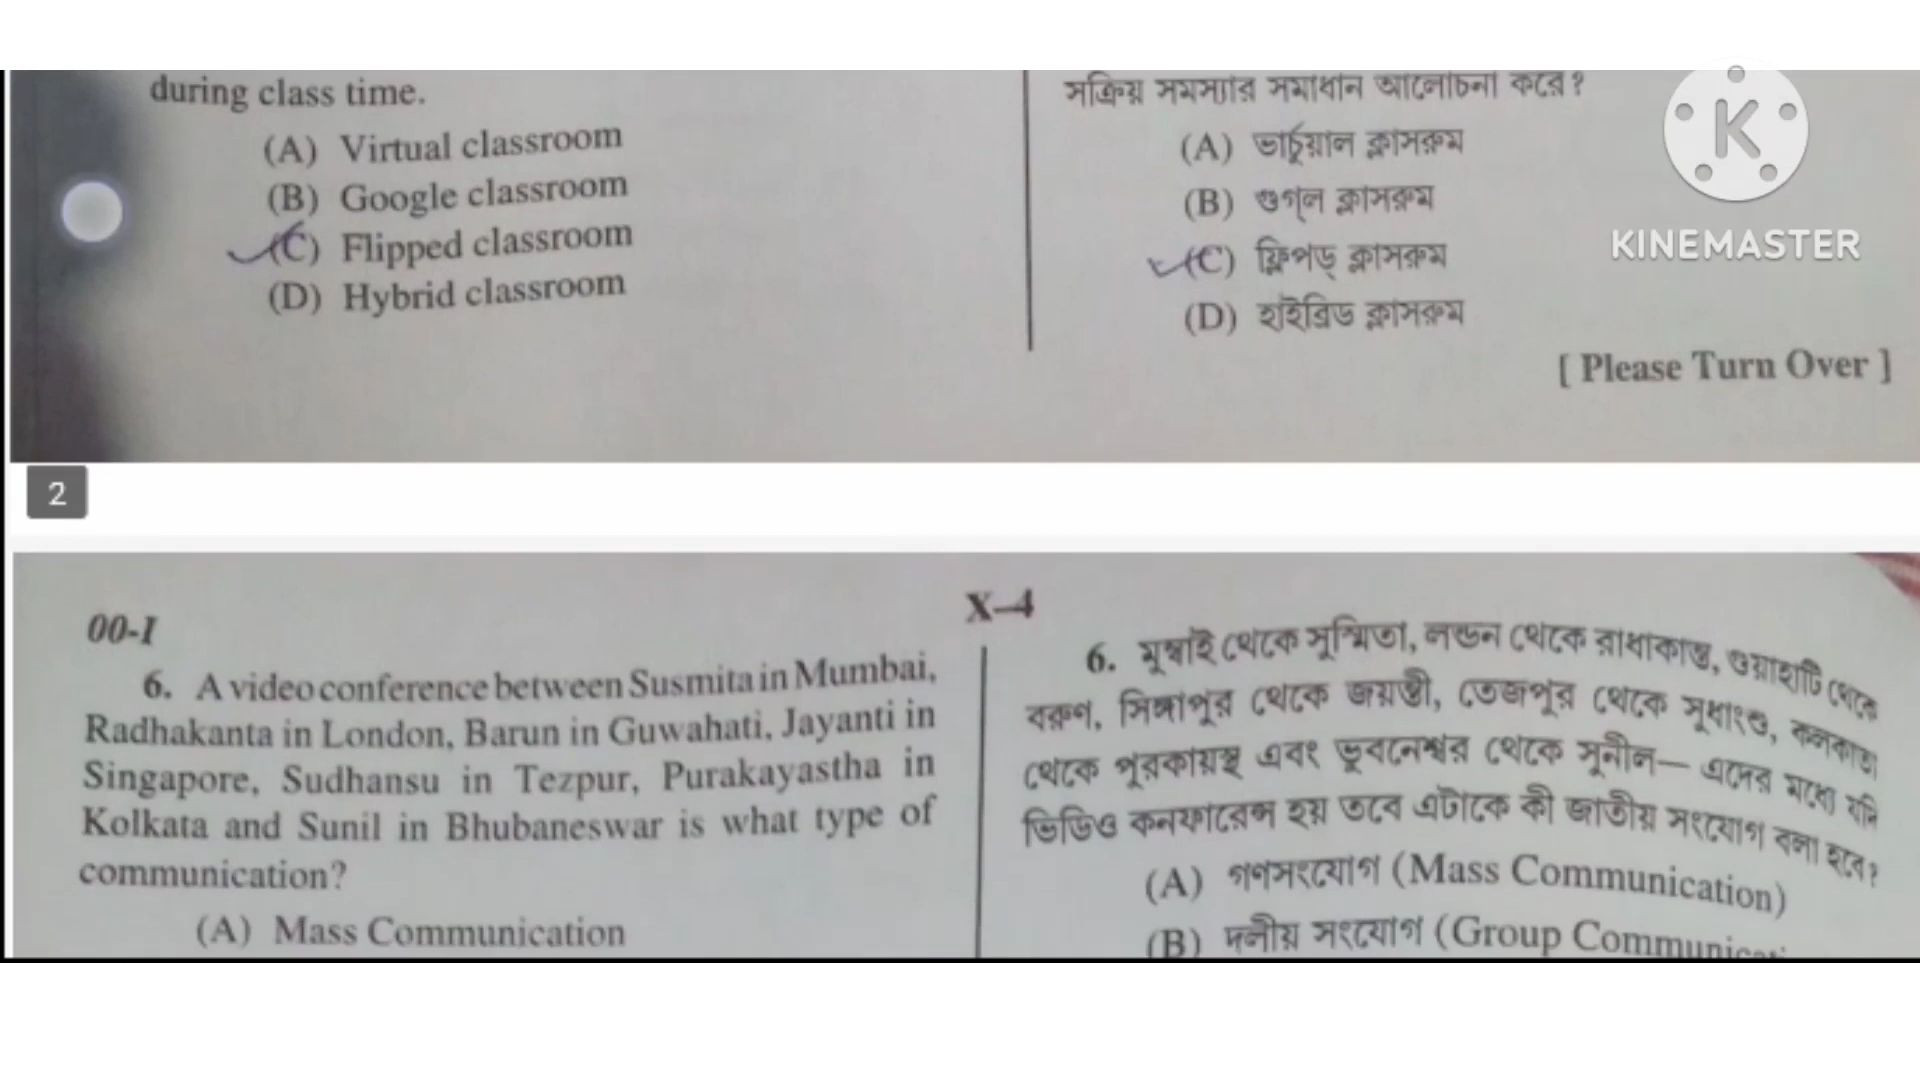 during class time.
(A) Virtual classroom
(B) Google classroom
(C) Flipped classroom
(D) Hybrid classroom
সক্রিয় সমস্যার সমাধান আলোচনা করে?
(A) ভার্চুয়াল ক্লাসরুম
(B) গুগ্‌ল ক্লাসরুম
(C) ফ্লিপড্ ক্লাসরুম
(D) হাইব্রিড ক্লাসরুম
[ Please Turn Over ]
K
KINEMASTER
2
00-I
X-4
6. A video conference between Susmita in Mumbai,
Radhakanta in London, Barun in Guwahati, Jayanti in
Singapore, Sudhansu in Tezpur, Purakayastha in
Kolkata and Sunil in Bhubaneswar is what type of
communication?
(A) Mass Communication
6. মুম্বাই থেকে সুস্মিতা, লন্ডন থেকে রাধাকান্ত, গুয়াহাটি থেকে
বরুণ, সিঙ্গাপুর থেকে জয়ন্তী, তেজপুর থেকে সুধাংশু, কলকাতা
থেকে পুরকায়স্থ এবং ভুবনেশ্বর থেকে সুনীল— এদের মধ্যে যদি
ভিডিও কনফারেন্স হয় তবে এটাকে কী জাতীয় সংযোগ বলা হবে?
(A) গণসংযোগ (Mass Communication)
(B) দলীয় সংযোগ (Group